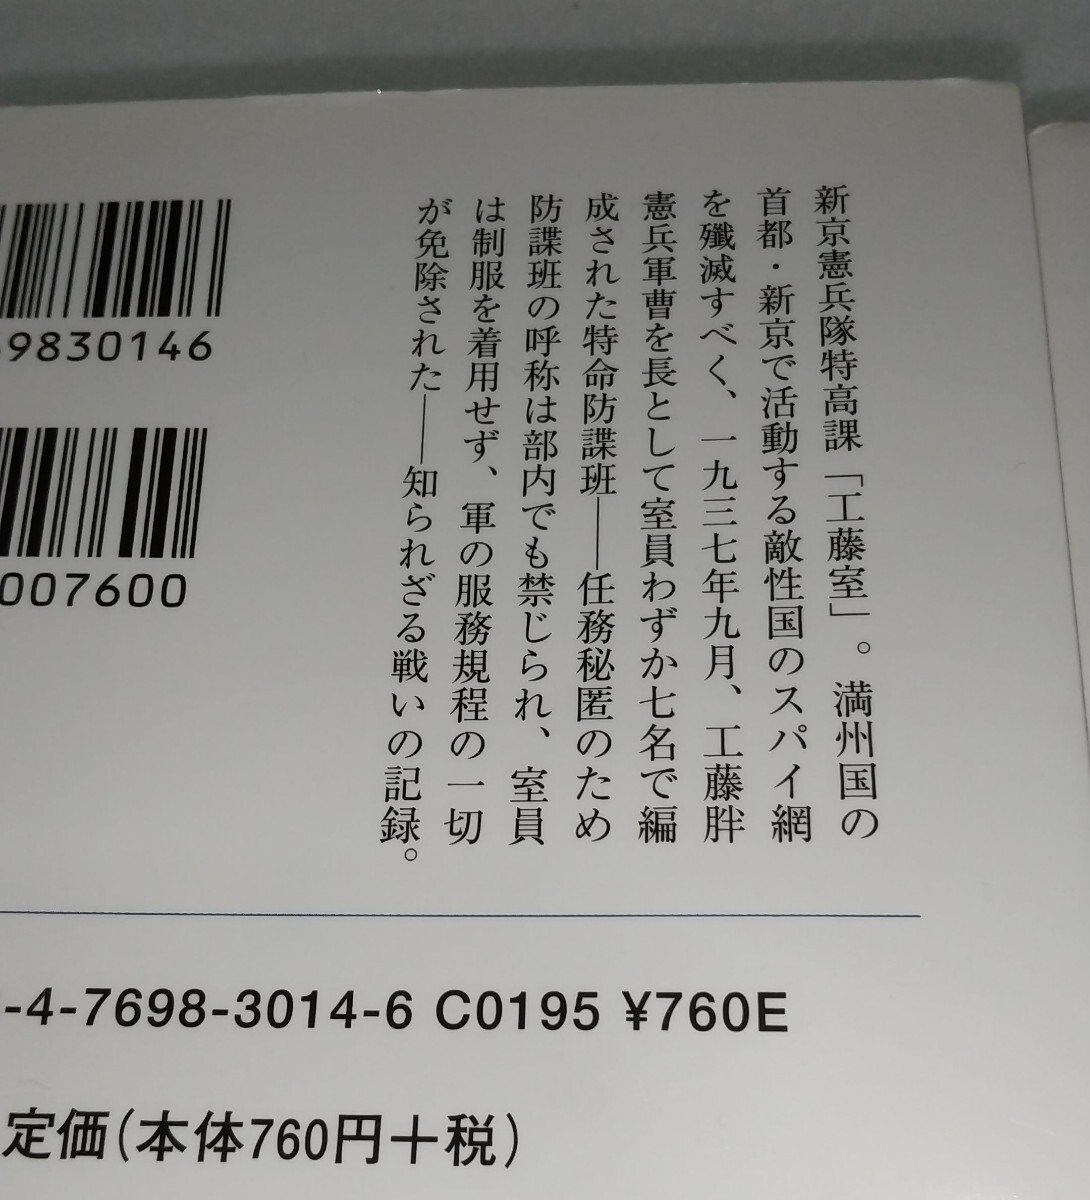 新京憲兵隊特高課「工藤室」。満州国の
首都・新京で活動する敵性国のスパイ網
を殲滅すべく、一九三七年九月、工藤胖
憲兵軍曹を長として室員わずか七名で編
成された特命防諜班──任務秘匿のため
防諜班の呼称は部内でも禁じられ、室員
は制服を着用せず、軍の服務規程の一切
が免除された──知られざる戦いの記録。
9830146
007600
-4-7698-3014-6 C0195 ¥760E
定価(本体760円+税)